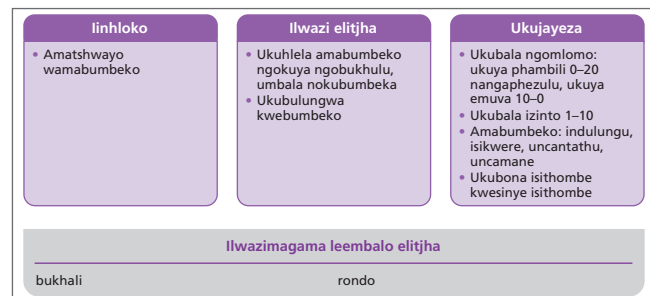 Iinhloko
• Amatshwayo
wamabumbeko
Ilwazi elitjha
• Ukuhlela amabumbeko
ngokuya ngobukhulu,
umbala nokubumbeka
• Ukubulungwa
kwebumbeko
Ukujayeza
• Ukubala ngomlomo:
ukuya phambili 0–20
nangaphezulu, ukuya
emuva 10–0
• Ukubala izinto 1–10
• Amabumbeko: indulungu,
isikwere, uncantathu,
uncamane
• Ukubona isithombe
kwesinye isithombe
Ilwazimagama leembalo elitjha
bukhali
rondo